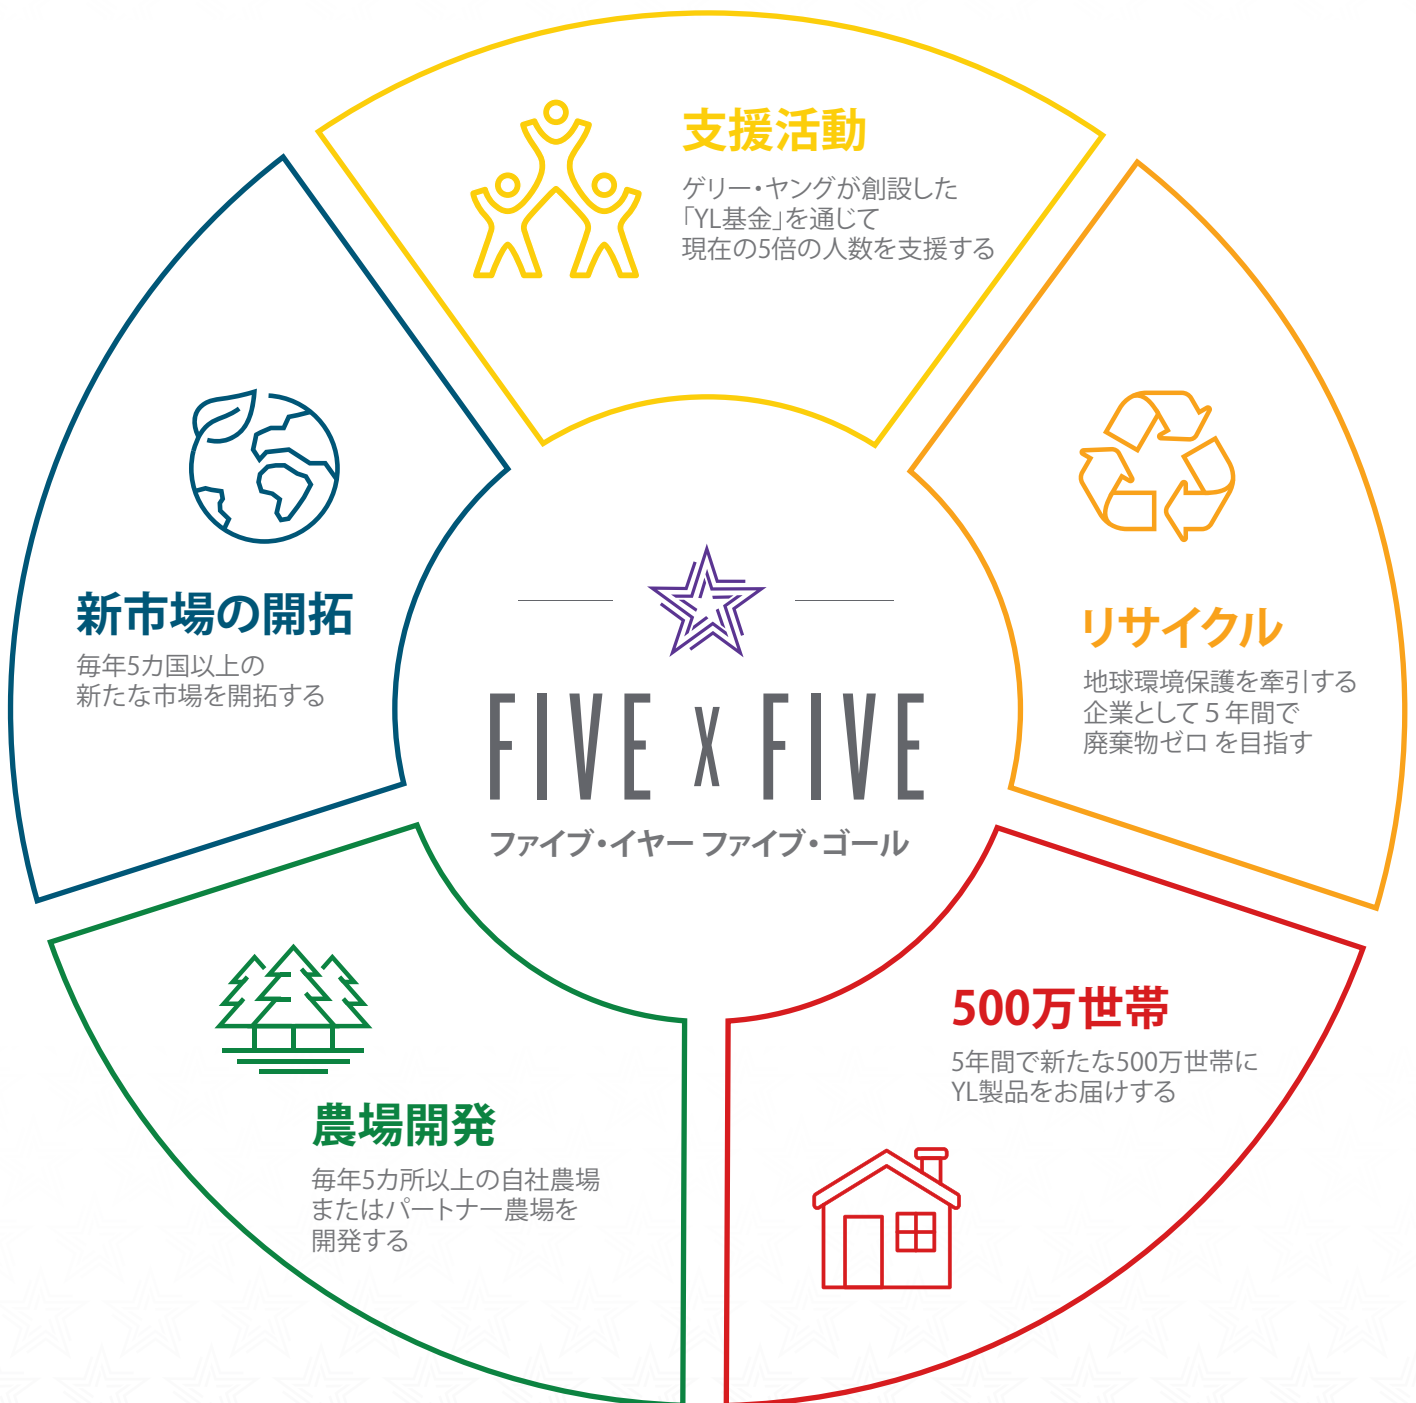 支援活動
ゲリー・ヤングが創設した
「YL基金」を通じて
現在の5倍の人数を支援する
新市場の開拓
毎年5カ国以上の
新たな市場を開拓する
リサイクル
地球環境保護を牽引する
企業として 5 年間で
廃棄物ゼロ を目指す
FIVE x FIVE
ファイブ・イヤー ファイブ・ゴール
農場開発
毎年5カ所以上の自社農場
またはパートナー農場を
開発する
500万世帯
5年間で新たな500万世帯に
YL製品をお届けする